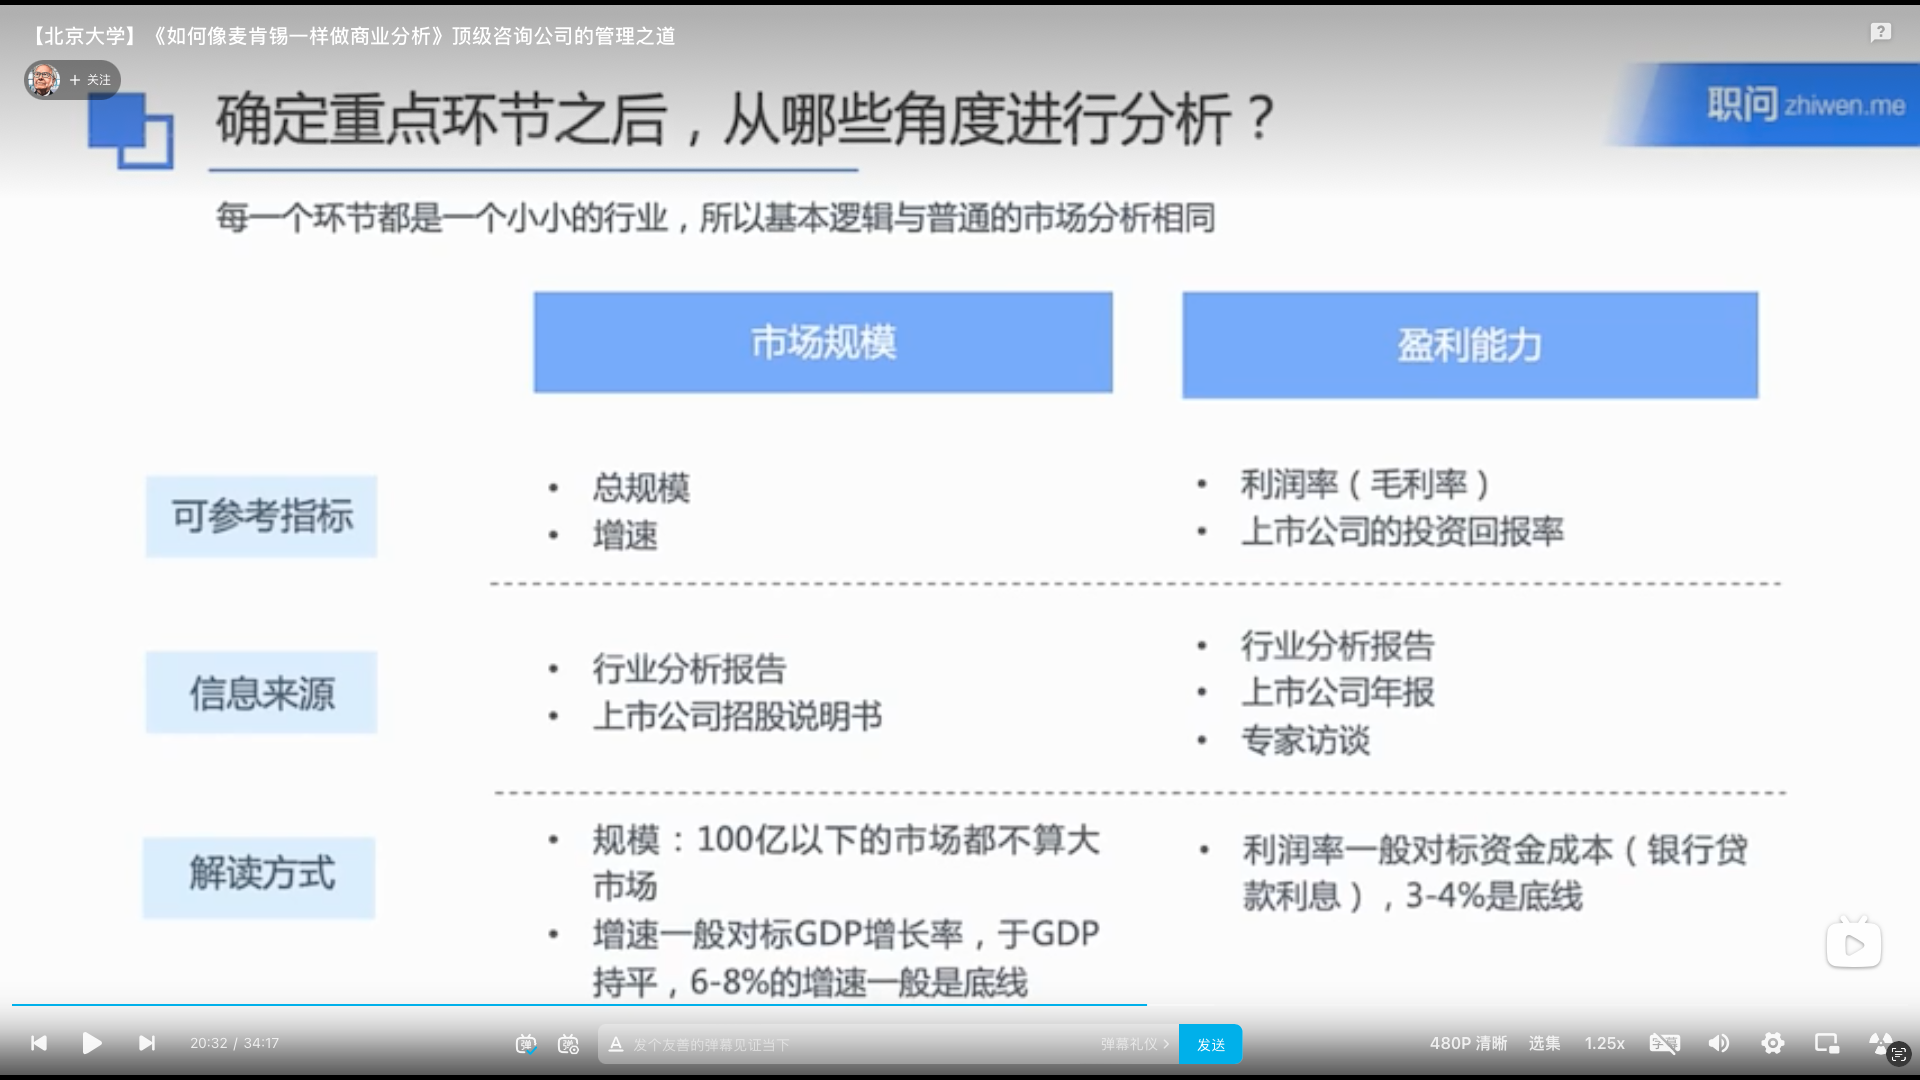 【北京大学】《如何像麦肯锡一样做商业分析》顶级咨询公司的管理之道
+ 关注
确定重点环节之后，从哪些角度进行分析？
职问 zhiwen.me
每一个环节都是一个小小的行业，所以基本逻辑与普通的市场分析相同
市场规模
盈利能力
可参考指标
• 总规模
• 增速
• 利润率（毛利率）
• 上市公司的投资回报率
信息来源
• 行业分析报告
• 上市公司招股说明书
• 行业分析报告
• 上市公司年报
• 专家访谈
解读方式
• 规模：100亿以下的市场都不算大
市场
• 增速一般对标GDP增长率，于GDP
持平，6-8%的增速一般是底线
• 利润率一般对标资金成本（银行贷
款利息），3-4%是底线
20:32 / 34:17
弹
弹
A 发个友善的弹幕见证当下
弹幕礼仪 >
发送
480P 清晰
选集
1.25x
字幕